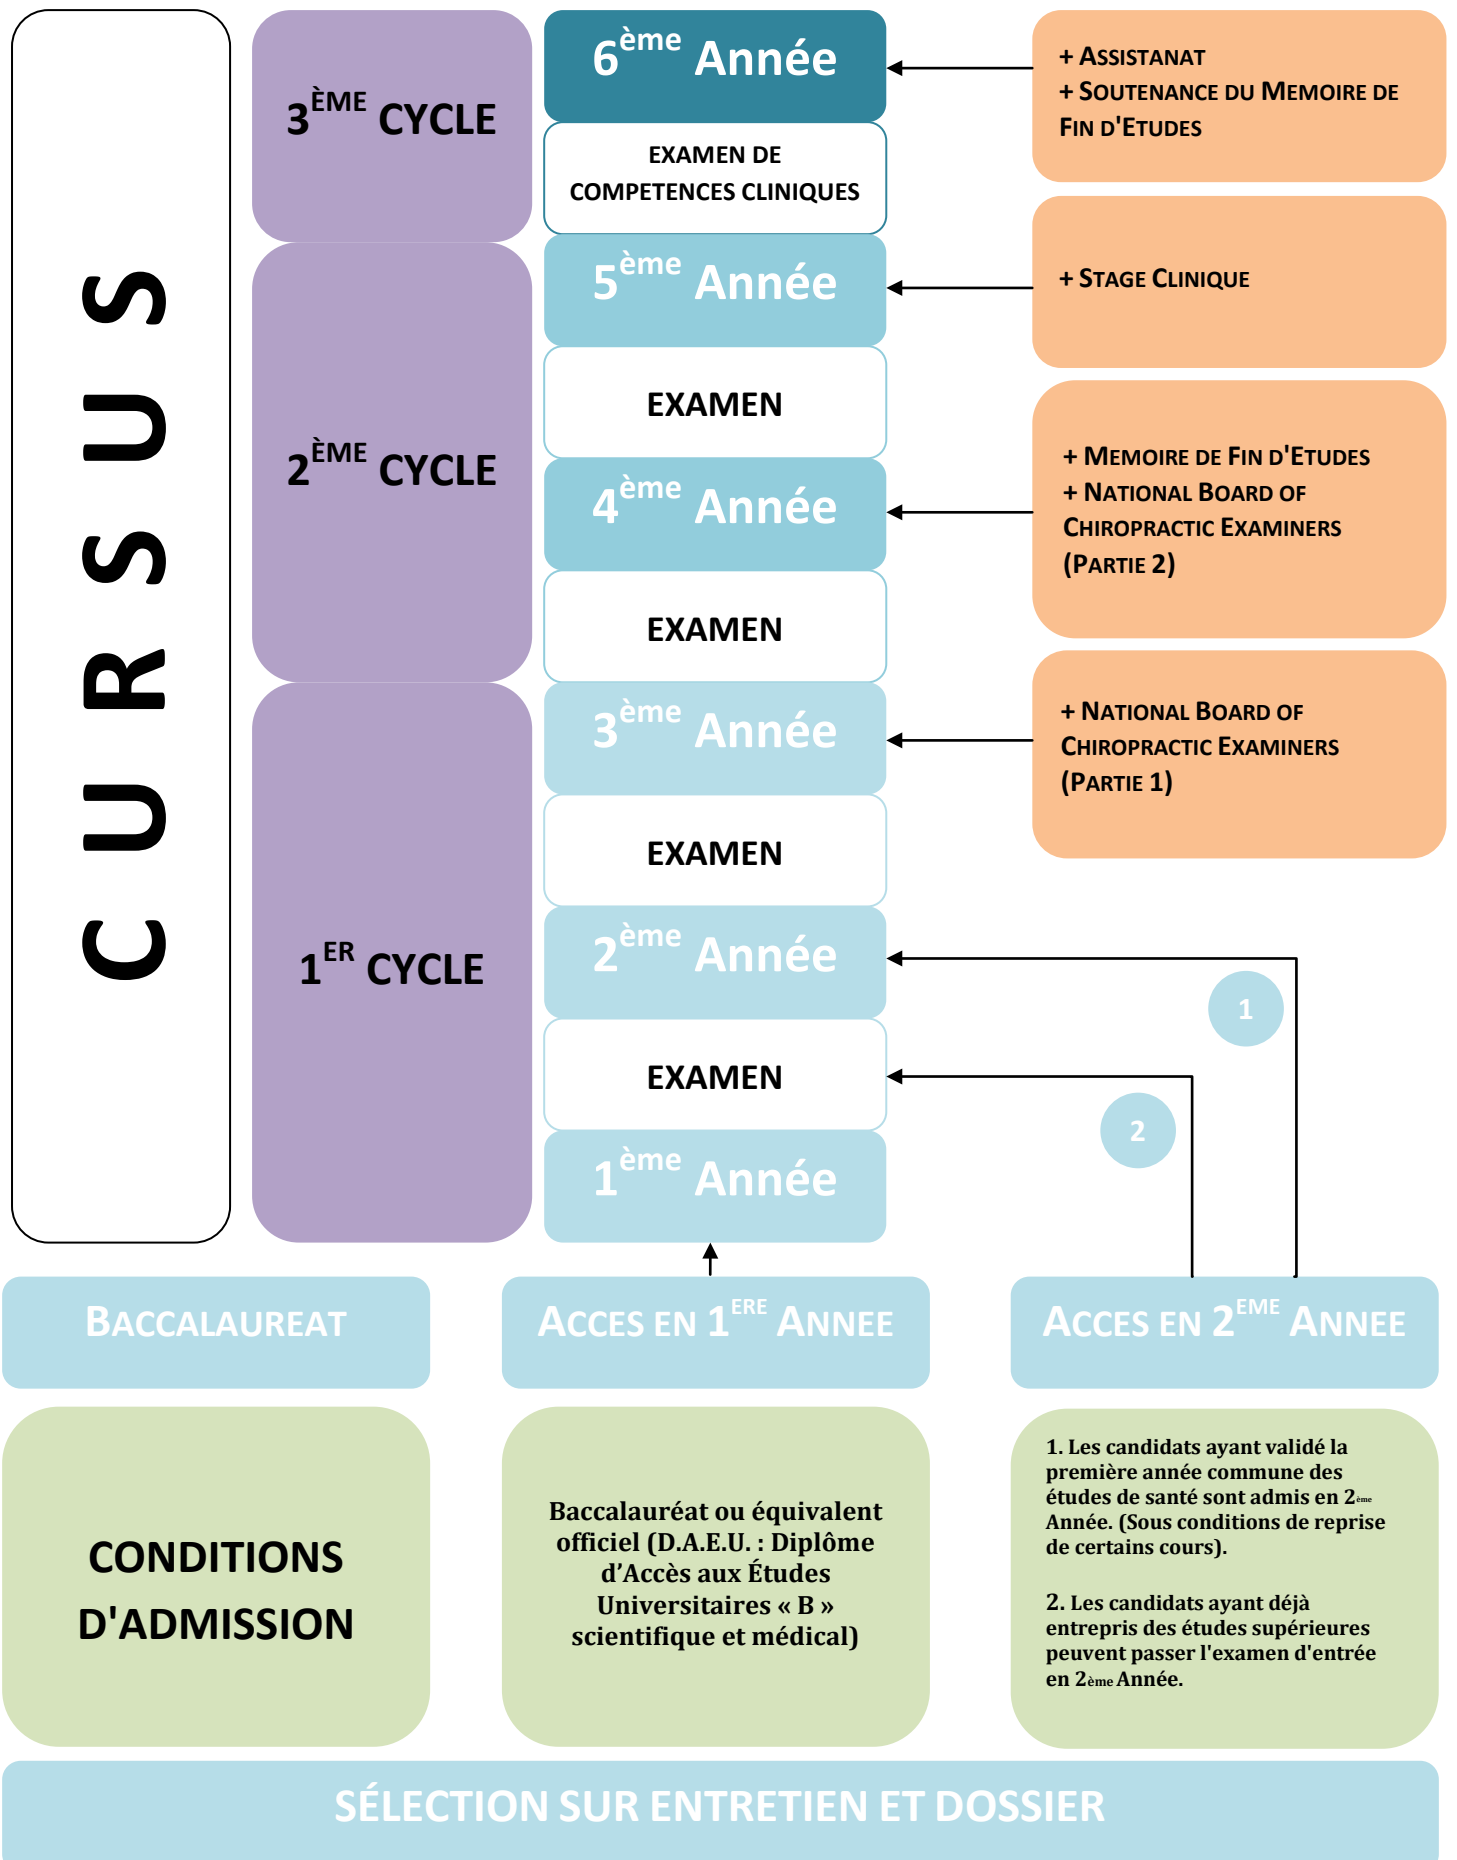 CURSUS
3ÈME CYCLE
2ÈME CYCLE
1ER CYCLE
6ème Année
EXAMEN DE
COMPETENCES CLINIQUES
5ème Année
EXAMEN
4ème Année
EXAMEN
3ème Année
EXAMEN
2ème Année
EXAMEN
1ème Année
+ ASSISTANAT
+ SOUTENANCE DU MEMOIRE DE
FIN D'ETUDES
+ STAGE CLINIQUE
+ MEMOIRE DE FIN D'ETUDES
+ NATIONAL BOARD OF
CHIROPRACTIC EXAMINERS
(PARTIE 2)
+ NATIONAL BOARD OF
CHIROPRACTIC EXAMINERS
(PARTIE 1)
1
2
BACCALAUREAT
ACCES EN 1ERE ANNEE
ACCES EN 2EME ANNEE
CONDITIONS
D'ADMISSION
Baccalauréat ou équivalent
officiel (D.A.E.U. : Diplôme
d’Accès aux Études
Universitaires « B »
scientifique et médical)
1. Les candidats ayant validé la
première année commune des
études de santé sont admis en 2ème
Année. (Sous conditions de reprise
de certains cours).
2. Les candidats ayant déjà
entrepris des études supérieures
peuvent passer l'examen d'entrée
en 2ème Année.
SÉLECTION SUR ENTRETIEN ET DOSSIER